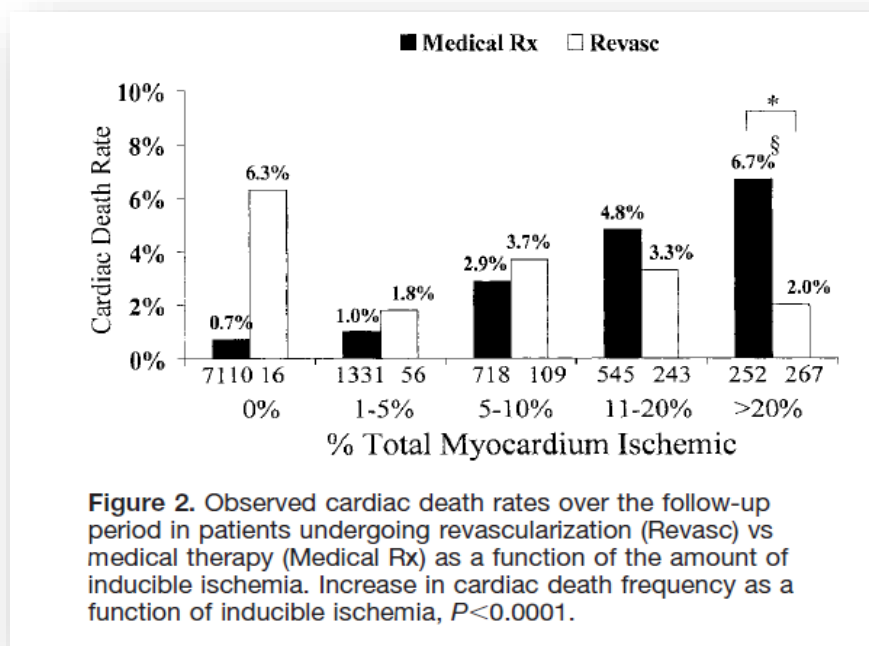 ■ Medical Rx □ Revasc
Cardiac Death Rate
10%
8%
6%
4%
2%
0%
0.7%
6.3%
1.0%
1.8%
2.9%
3.7%
4.8%
3.3%
*
§
6.7%
2.0%
7110 16 1331 56 718 109 545 243 252 267
0% 1-5% 5-10% 11-20% >20%
% Total Myocardium Ischemic
Figure 2. Observed cardiac death rates over the follow-up
period in patients undergoing revascularization (Revasc) vs
medical therapy (Medical Rx) as a function of the amount of
inducible ischemia. Increase in cardiac death frequency as a
function of inducible ischemia, P<0.0001.